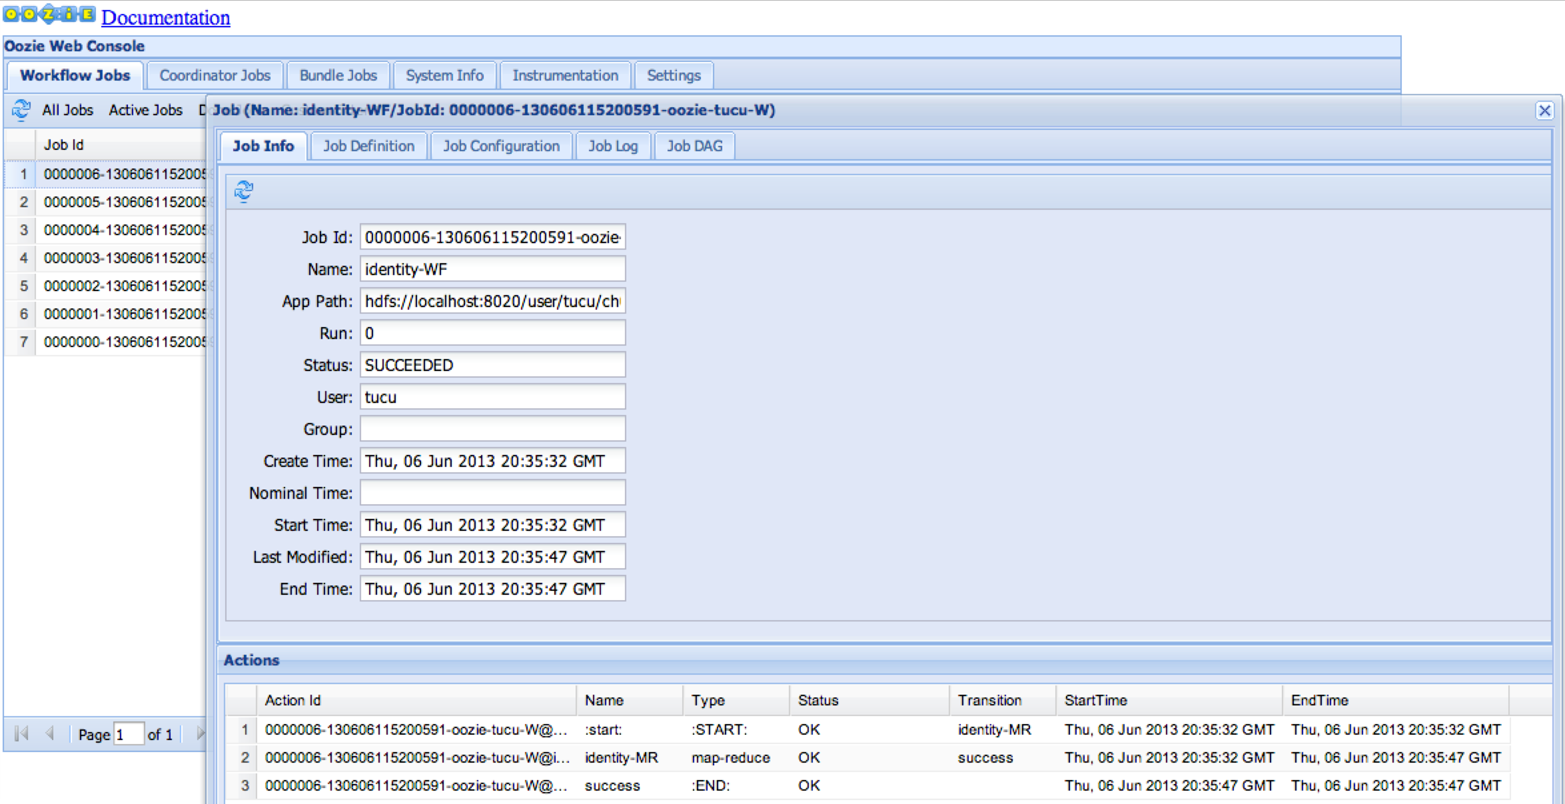 OOZIE Documentation
Oozie Web Console
Workflow Jobs Coordinator Jobs Bundle Jobs System Info Instrumentation Settings
All Jobs Active Jobs D
Job (Name: identity-WF/JobId: 0000006-130606115200591-oozie-tucu-W)
Job Info Job Definition Job Configuration Job Log Job DAG
Job Id
1 0000006-13060611520059
2 0000005-1306061152005
3 0000004-1306061152005
4 0000003-1306061152005
5 0000002-1306061152005
6 0000001-1306061152005
7 0000000-1306061152005
Page 1 of 1
Job Id: 0000006-130606115200591-oozie-
Name: identity-WF
App Path: hdfs://localhost:8020/user/tucu/ch
Run: 0
Status: SUCCEEDED
User: tucu
Group:
Create Time: Thu, 06 Jun 2013 20:35:32 GMT
Nominal Time:
Start Time: Thu, 06 Jun 2013 20:35:32 GMT
Last Modified: Thu, 06 Jun 2013 20:35:47 GMT
End Time: Thu, 06 Jun 2013 20:35:47 GMT
Actions
Action Id Name Type Status Transition StartTime EndTime
1 0000006-130606115200591-oozie-tucu-W@... :start: :START: OK identity-MR Thu, 06 Jun 2013 20:35:32 GMT Thu, 06 Jun 2013 20:35:32 GMT
2 0000006-130606115200591-oozie-tucu-W@i... identity-MR map-reduce OK success Thu, 06 Jun 2013 20:35:32 GMT Thu, 06 Jun 2013 20:35:47 GMT
3 0000006-130606115200591-oozie-tucu-W@... success :END: OK Thu, 06 Jun 2013 20:35:47 GMT Thu, 06 Jun 2013 20:35:47 GMT